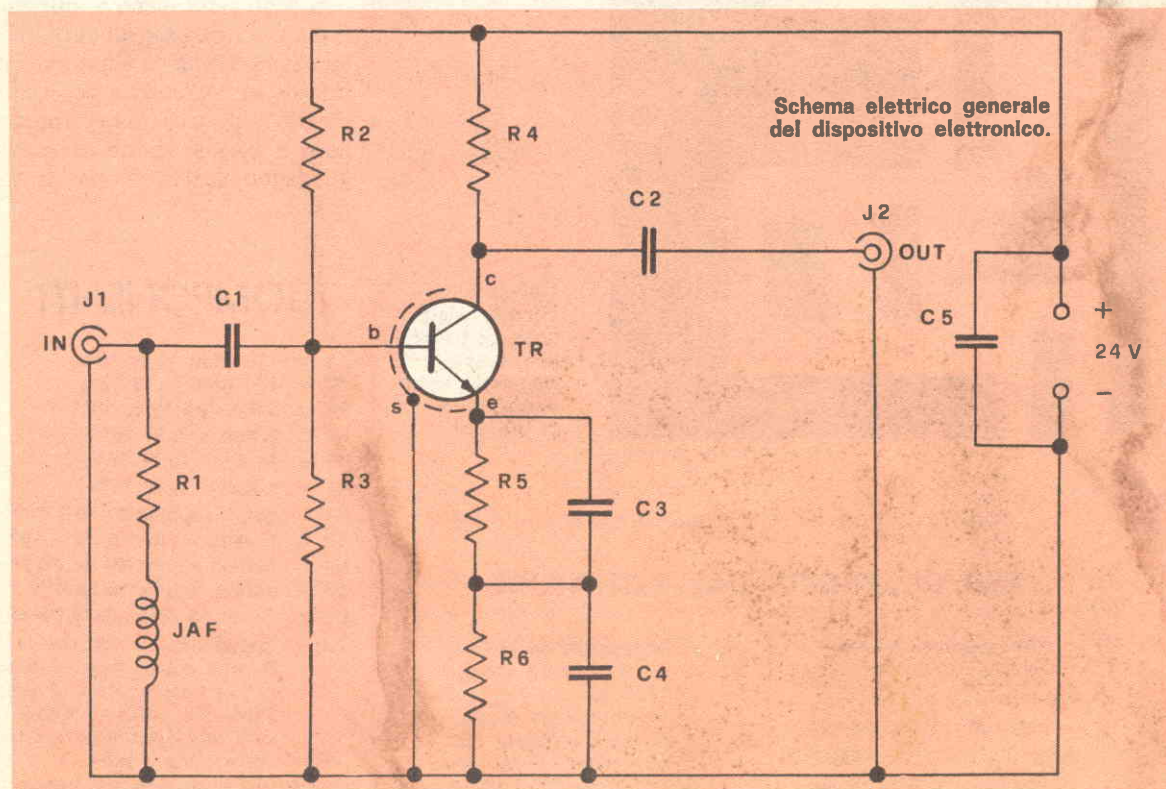 Schema elettrico generale
del dispositivo elettronico.
R2
R4
C2
J2
OUT
J1
C1
IN
b
c
TR
C5
+
24 V
−
s
e
R1
R3
R5
C3
JAF
R6
C4